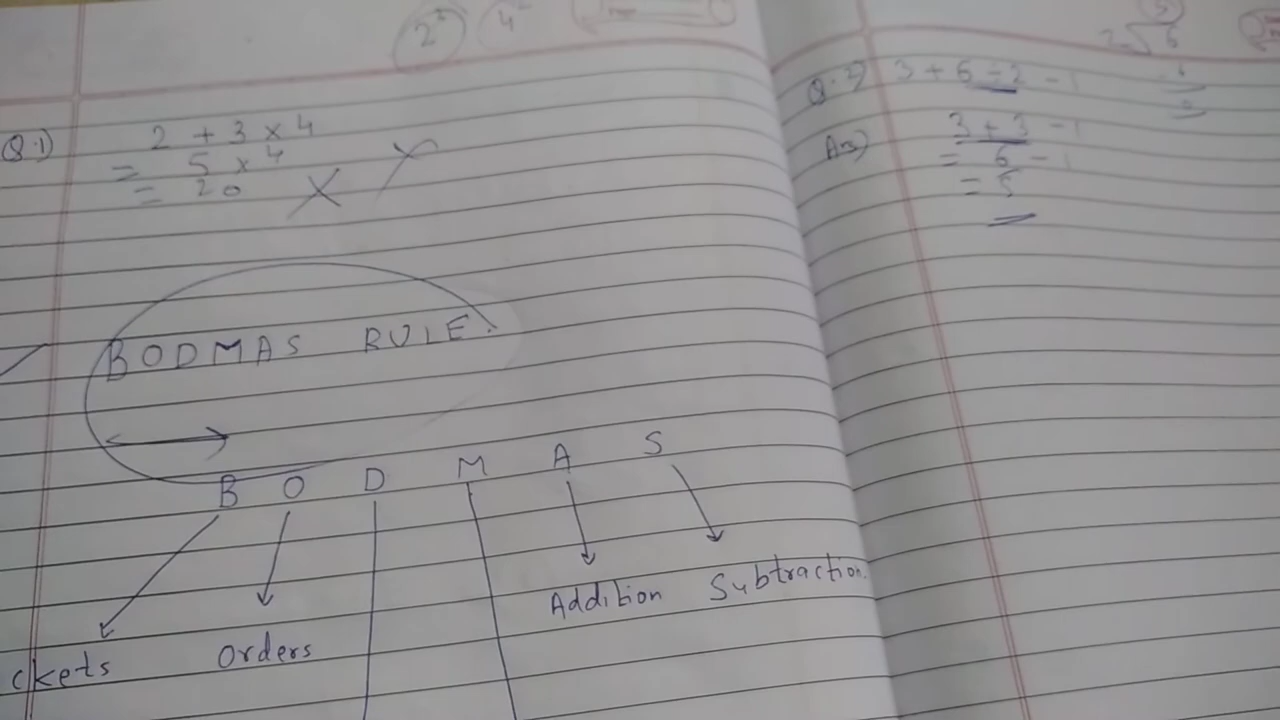 2² 4²
Q.1) 2 + 3 x 4
= 5 x 4
= 20
BODMAS RULE.
B O D M A S
Addition Subtraction
ckets Orders
Q.2) 3 + 6 ÷ 2 - 1
Ans) 3 + 3 - 1
= 6 - 1
= 5